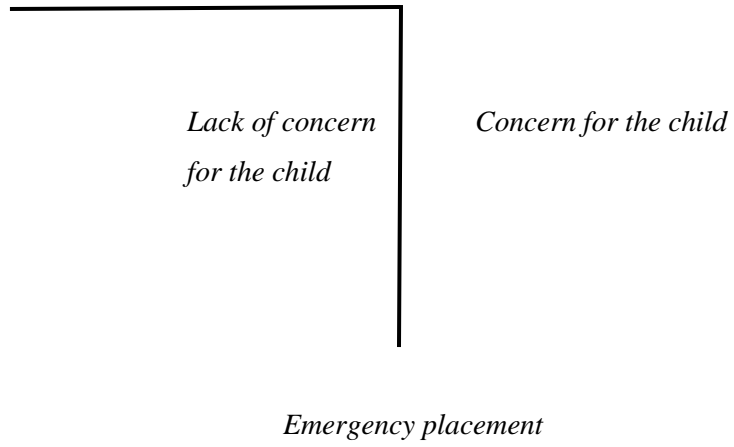 Lack of concern
for the child
Concern for the child
Emergency placement